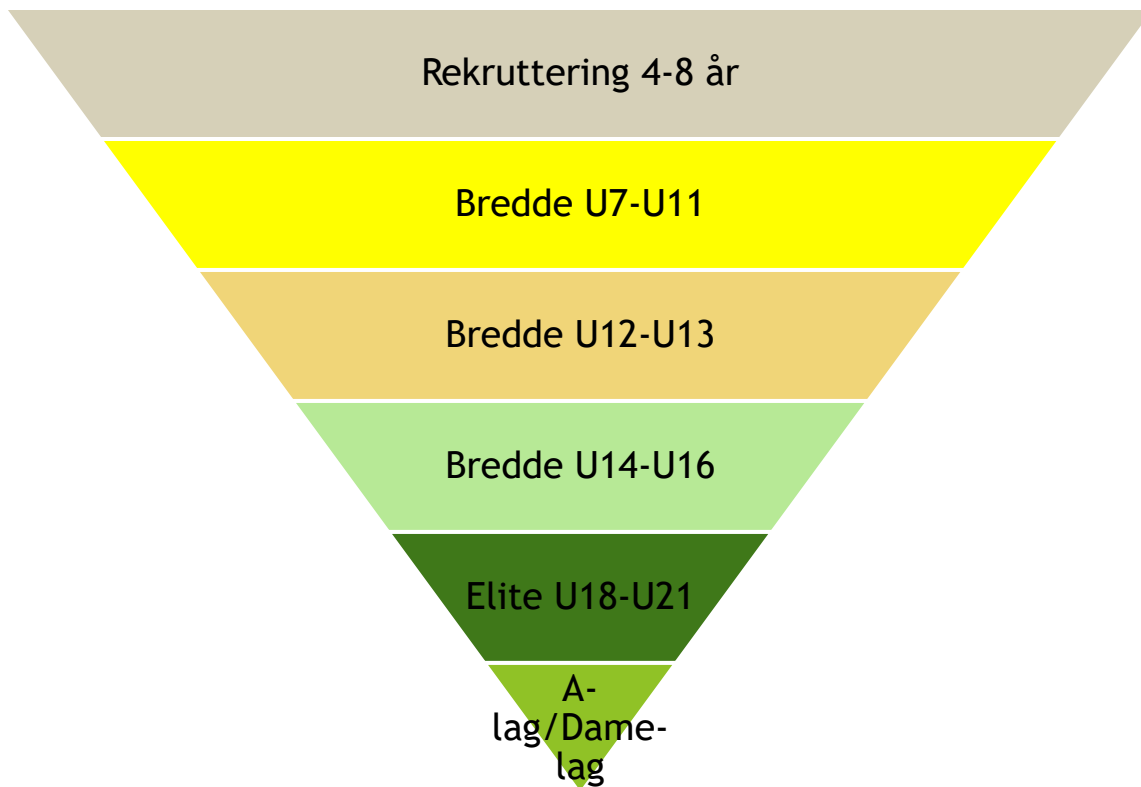 Rekruttering 4-8 år
Bredde U7-U11
Bredde U12-U13
Bredde U14-U16
Elite U18-U21
A-
lag/Dame-
lag